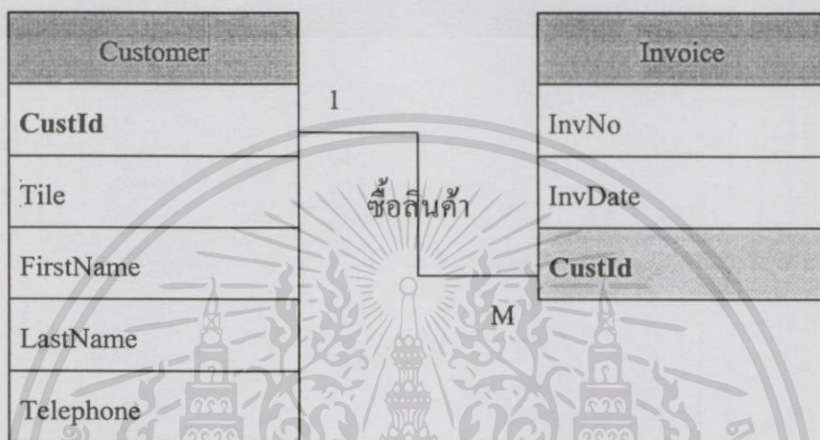 Customer
CustId
Tile
FirstName
LastName
Telephone
1
ซื้อสินค้า
M
Invoice
InvNo
InvDate
CustId